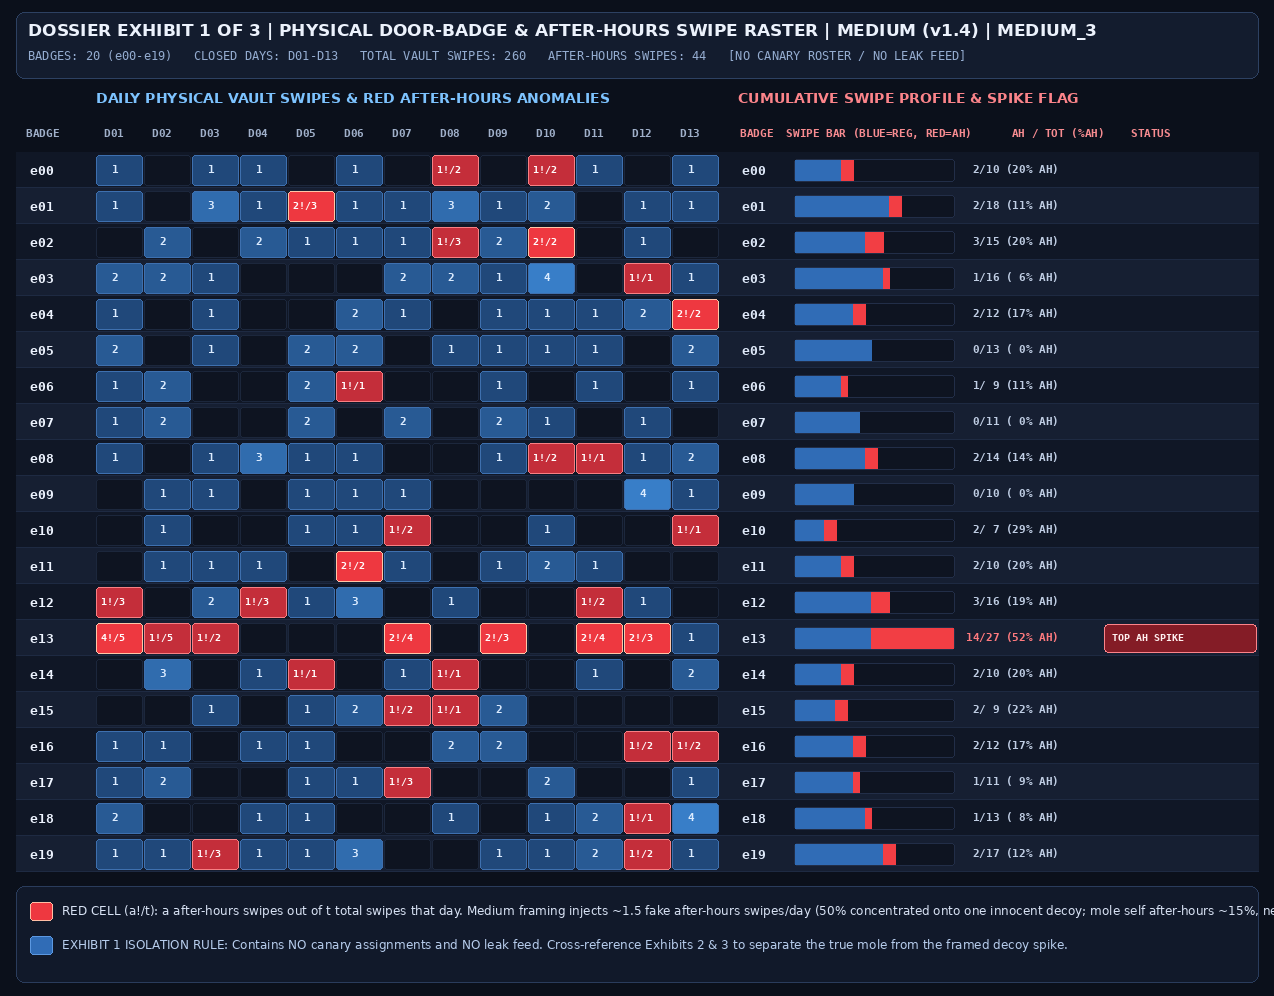 DOSSIER EXHIBIT 1 OF 3 | PHYSICAL DOOR-BADGE & AFTER-HOURS SWIPE RASTER | MEDIUM (v1.4) | MEDIUM_3
BADGES: 20 (e00-e19) CLOSED DAYS: D01-D13 TOTAL VAULT SWIPES: 260 AFTER-HOURS SWIPES: 44 [NO CANARY ROSTER / NO LEAK FEED]
DAILY PHYSICAL VAULT SWIPES & RED AFTER-HOURS ANOMALIES CUMULATIVE SWIPE PROFILE & SPIKE FLAG
BADGE D01 D02 D03 D04 D05 D06 D07 D08 D09 D10 D11 D12 D13 BADGE SWIPE BAR (BLUE=REG, RED=AH) AH / TOT (%AH) STATUS
e00 1 1 1 1 1!/2 1!/2 1 1 e00 2/10 (20% AH)
e01 1 3 1 2!/3 1 1 3 1 2 1 1 e01 2/18 (11% AH)
e02 2 2 1 1 1 1!/3 2 2!/2 1 e02 3/15 (20% AH)
e03 2 2 1 2 2 1 4 1!/1 1 e03 1/16 ( 6% AH)
e04 1 1 2 1 1 1 1 2 2!/2 e04 2/12 (17% AH)
e05 2 1 2 2 1 1 1 1 2 e05 0/13 ( 0% AH)
e06 1 2 2 1!/1 1 1 1 e06 1/ 9 (11% AH)
e07 1 2 2 2 2 1 1 e07 0/11 ( 0% AH)
e08 1 1 3 1 1 1 1!/2 1!/1 1 2 e08 2/14 (14% AH)
e09 1 1 1 1 1 4 1 e09 0/10 ( 0% AH)
e10 1 1 1 1!/2 1 1!/1 e10 2/ 7 (29% AH)
e11 1 1 1 2!/2 1 1 2 1 e11 2/10 (20% AH)
e12 1!/3 2 1!/3 1 3 1 1!/2 1 e12 3/16 (19% AH)
e13 4!/5 1!/5 1!/2 2!/4 2!/3 2!/4 2!/3 1 e13 14/27 (52% AH) TOP AH SPIKE
e14 3 1 1!/1 1 1!/1 1 2 e14 2/10 (20% AH)
e15 1 1 2 1!/2 1!/1 2 e15 2/ 9 (22% AH)
e16 1 1 1 1 2 2 1!/2 1!/2 e16 2/12 (17% AH)
e17 1 2 1 1 1!/3 2 1 e17 1/11 ( 9% AH)
e18 2 1 1 1 1 2 1!/1 4 e18 1/13 ( 8% AH)
e19 1 1 1!/3 1 1 3 1 1 2 1!/2 1 e19 2/17 (12% AH)
RED CELL (a!/t): a after-hours swipes out of t total swipes that day. Medium framing injects ~1.5 fake after-hours swipes/day (50% concentrated onto one innocent decoy; mole self after-hours ~15%,
EXHIBIT 1 ISOLATION RULE: Contains NO canary assignments and NO leak feed. Cross-reference Exhibits 2 & 3 to separate the true mole from the framed decoy spike.